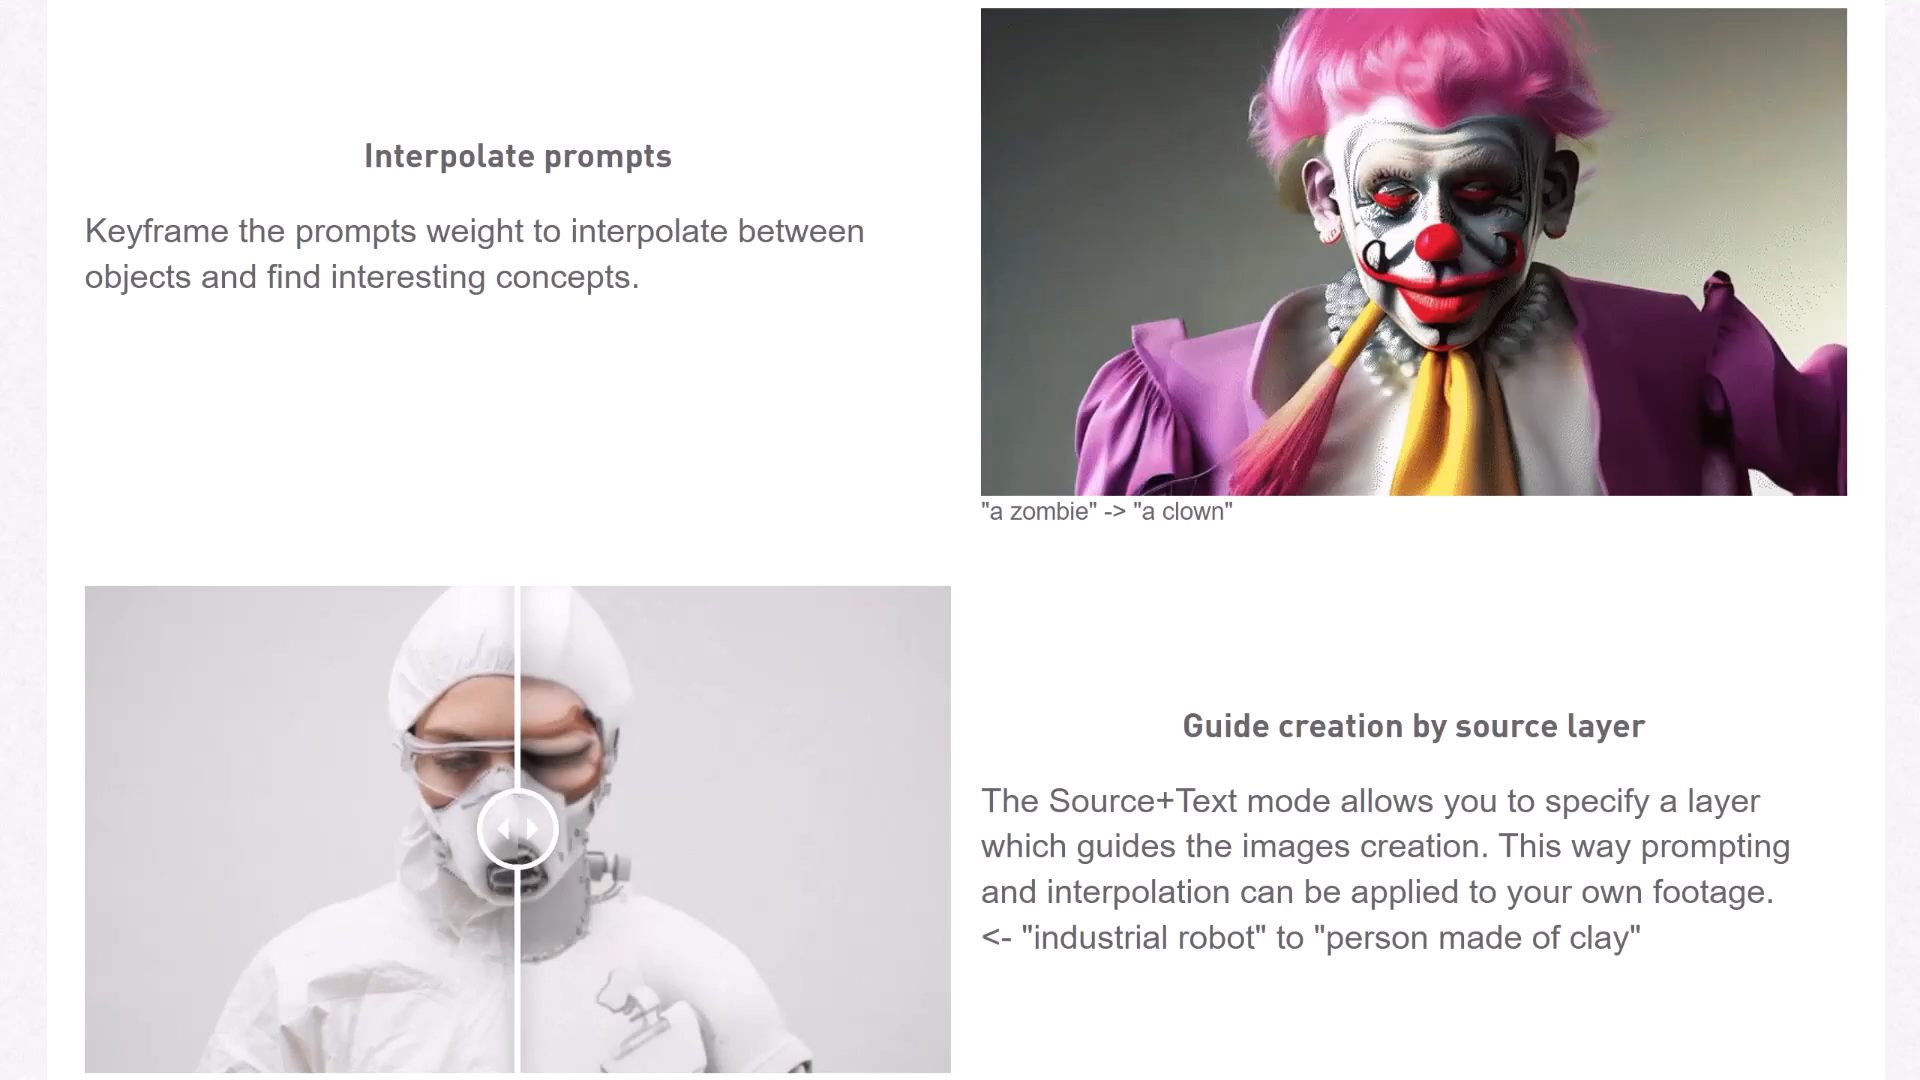 Interpolate prompts
Keyframe the prompts weight to interpolate between
objects and find interesting concepts.
"a zombie" -> "a clown"
Guide creation by source layer
The Source+Text mode allows you to specify a layer
which guides the images creation. This way prompting
and interpolation can be applied to your own footage.
<- "industrial robot" to "person made of clay"